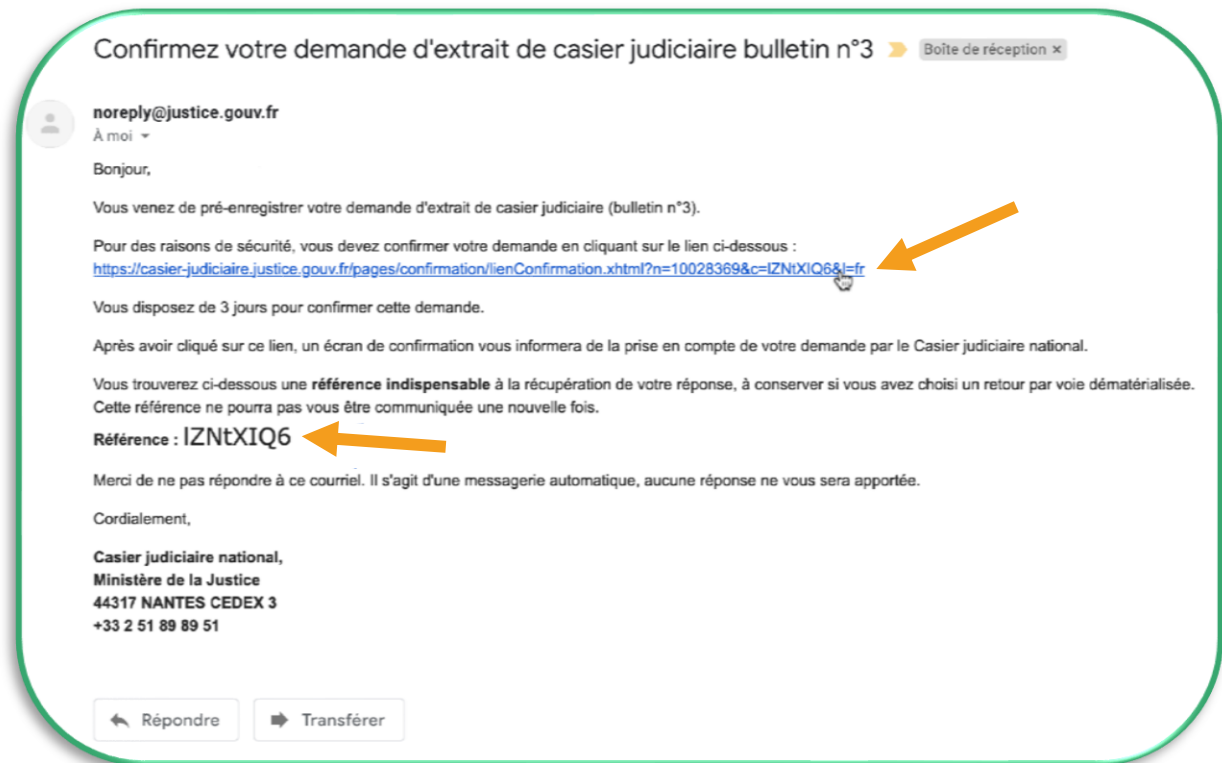 Confirmez votre demande d'extrait de casier judiciaire bulletin n°3
Boîte de réception ×
noreply@justice.gouv.fr
À moi
Bonjour,
Vous venez de pré-enregistrer votre demande d'extrait de casier judiciaire (bulletin n°3).
Pour des raisons de sécurité, vous devez confirmer votre demande en cliquant sur le lien ci-dessous :
https://casier-judiciaire.justice.gouv.fr/pages/confirmation/lienConfirmation.xhtml?n=10028369&c=lZNtXIQ6&l=fr
Vous disposez de 3 jours pour confirmer cette demande.
Après avoir cliqué sur ce lien, un écran de confirmation vous informera de la prise en compte de votre demande par le Casier judiciaire national.
Vous trouverez ci-dessous une référence indispensable à la récupération de votre réponse, à conserver si vous avez choisi un retour par voie dématérialisée.
Cette référence ne pourra pas vous être communiquée une nouvelle fois.
Référence : lZNtXIQ6
Merci de ne pas répondre à ce courriel. Il s'agit d'une messagerie automatique, aucune réponse ne vous sera apportée.
Cordialement,
Casier judiciaire national,
Ministère de la Justice
44317 NANTES CEDEX 3
+33 2 51 89 89 51
Répondre
Transférer